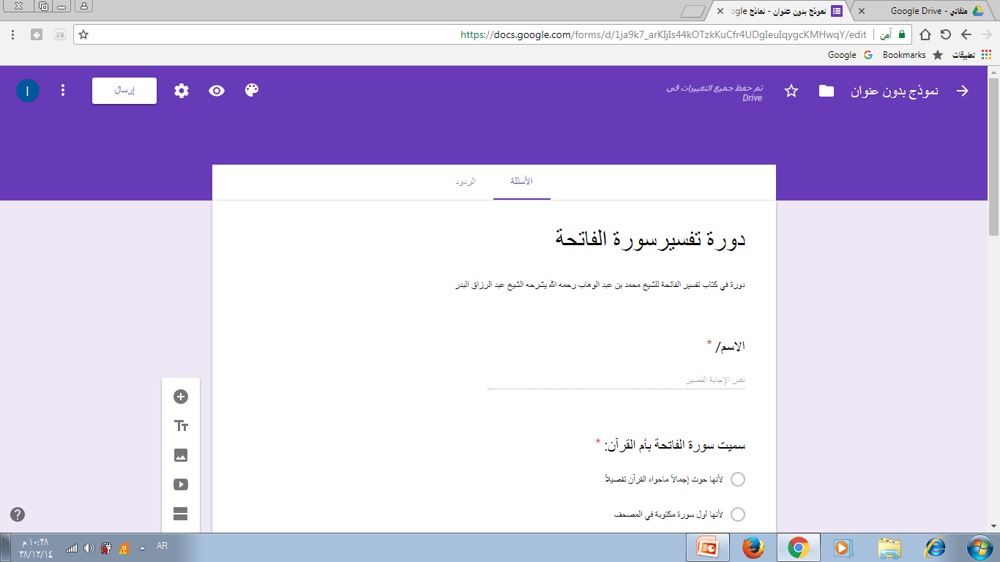 ملفاتي - Google Drive
نموذج بدون عنوان - نماذج ogle
آمن
https://docs.google.com/forms/d/1ja9k7_arKIjIs44kOTzkKuCfr4UDgIeuIqygcKMHwqY/edit
تطبيقات
Bookmarks
Google
نموذج بدون عنوان
تم حفظ جميع التغييرات في
Drive
إرسال
I
الأسئلة
الردود
دورة تفسيرسورة الفاتحة
دورة في كتاب تفسير الفاتحة للشيخ محمد بن عبد الوهاب رحمه الله يشرحه الشيخ عبد الرزاق البدر
الاسم/ *
نص الإجابة القصير
سميت سورة الفاتحة بأم القرآن: *
لأنها حوت إجمالاً ماحواه القرآن تفصيلاً
لأنها أول سورة مكتوبة في المصحف
AR
١٠:٢٨ م
٣٨/١٢/١٤